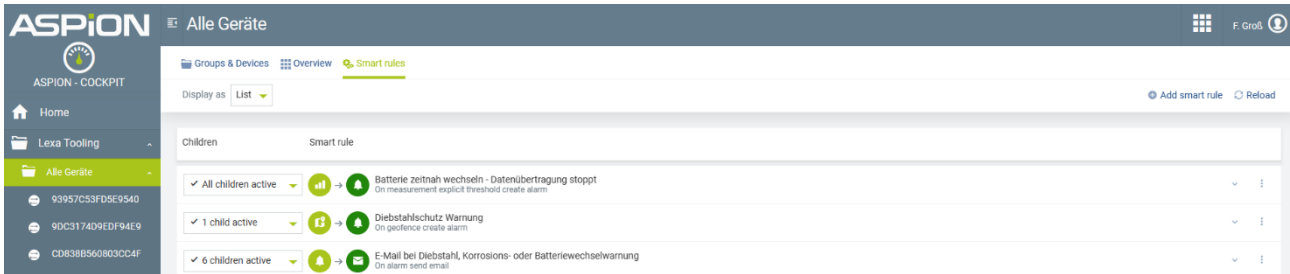 ASPION
Alle Geräte
F. Groß
ASPION - COCKPIT
Groups & Devices Overview Smart rules
Display as List
Add smart rule Reload
Home
Lexa Tooling
Alle Geräte
93957C53FD5E9540
9DC3174D9EDF94E9
CD838B560803CC4F
Children Smart rule
All children active
Batterie zeitnah wechseln - Datenübertragung stoppt
On measurement explicit threshold create alarm
1 child active
Diebstahlschutz Warnung
On geofence create alarm
6 children active
E-Mail bei Diebstahl, Korrosions- oder Batteriewechselwarnung
On alarm send email